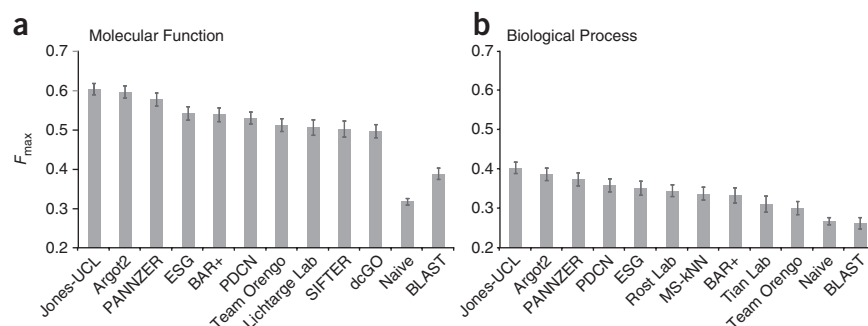 a
Molecular Function
0.7
0.6
0.5
0.4
0.3
0.2
Fmax
Jones-UCL
Argot2
PANNZER
ESG
BAR+
PDCN
Team Orengo
Lichtarge Lab
SIFTER
dcGO
Naive
BLAST
b
Biological Process
0.7
0.6
0.5
0.4
0.3
0.2
Jones-UCL
Argot2
PANNZER
PDCN
ESG
Rost Lab
MS-kNN
BAR+
Tian Lab
Team Orengo
Naive
BLAST